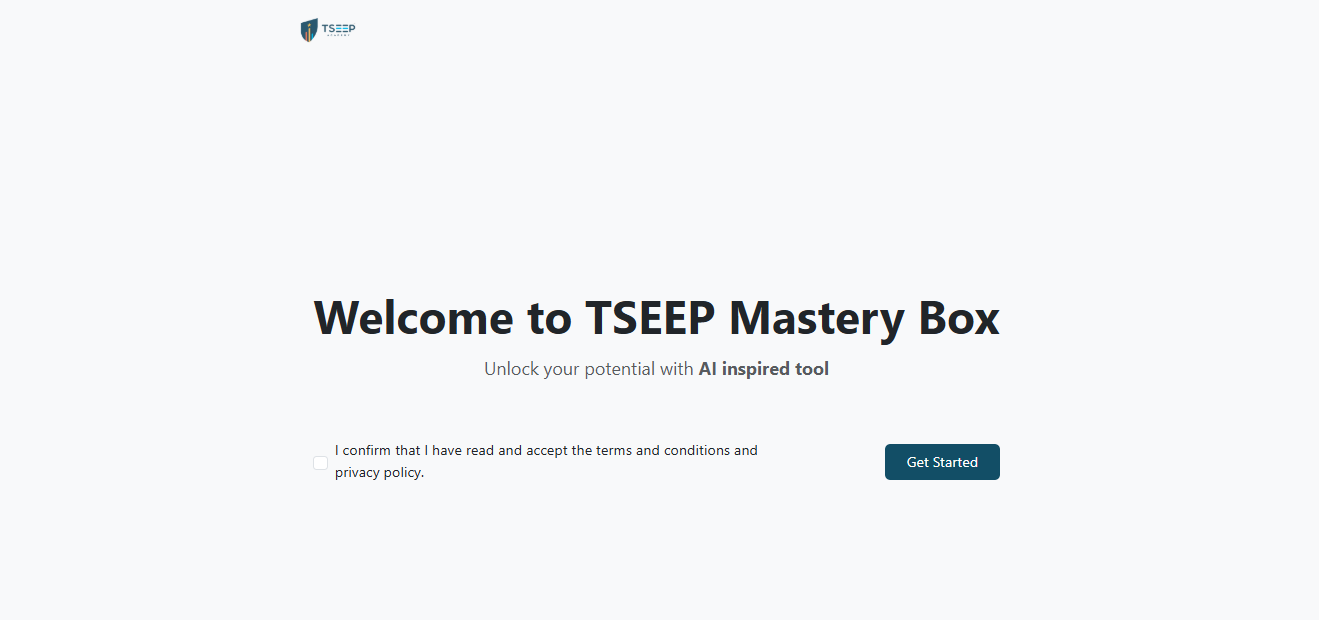 TSEEP
Welcome to TSEEP Mastery Box
Unlock your potential with AI inspired tool
I confirm that I have read and accept the terms and conditions and
privacy policy.
Get Started